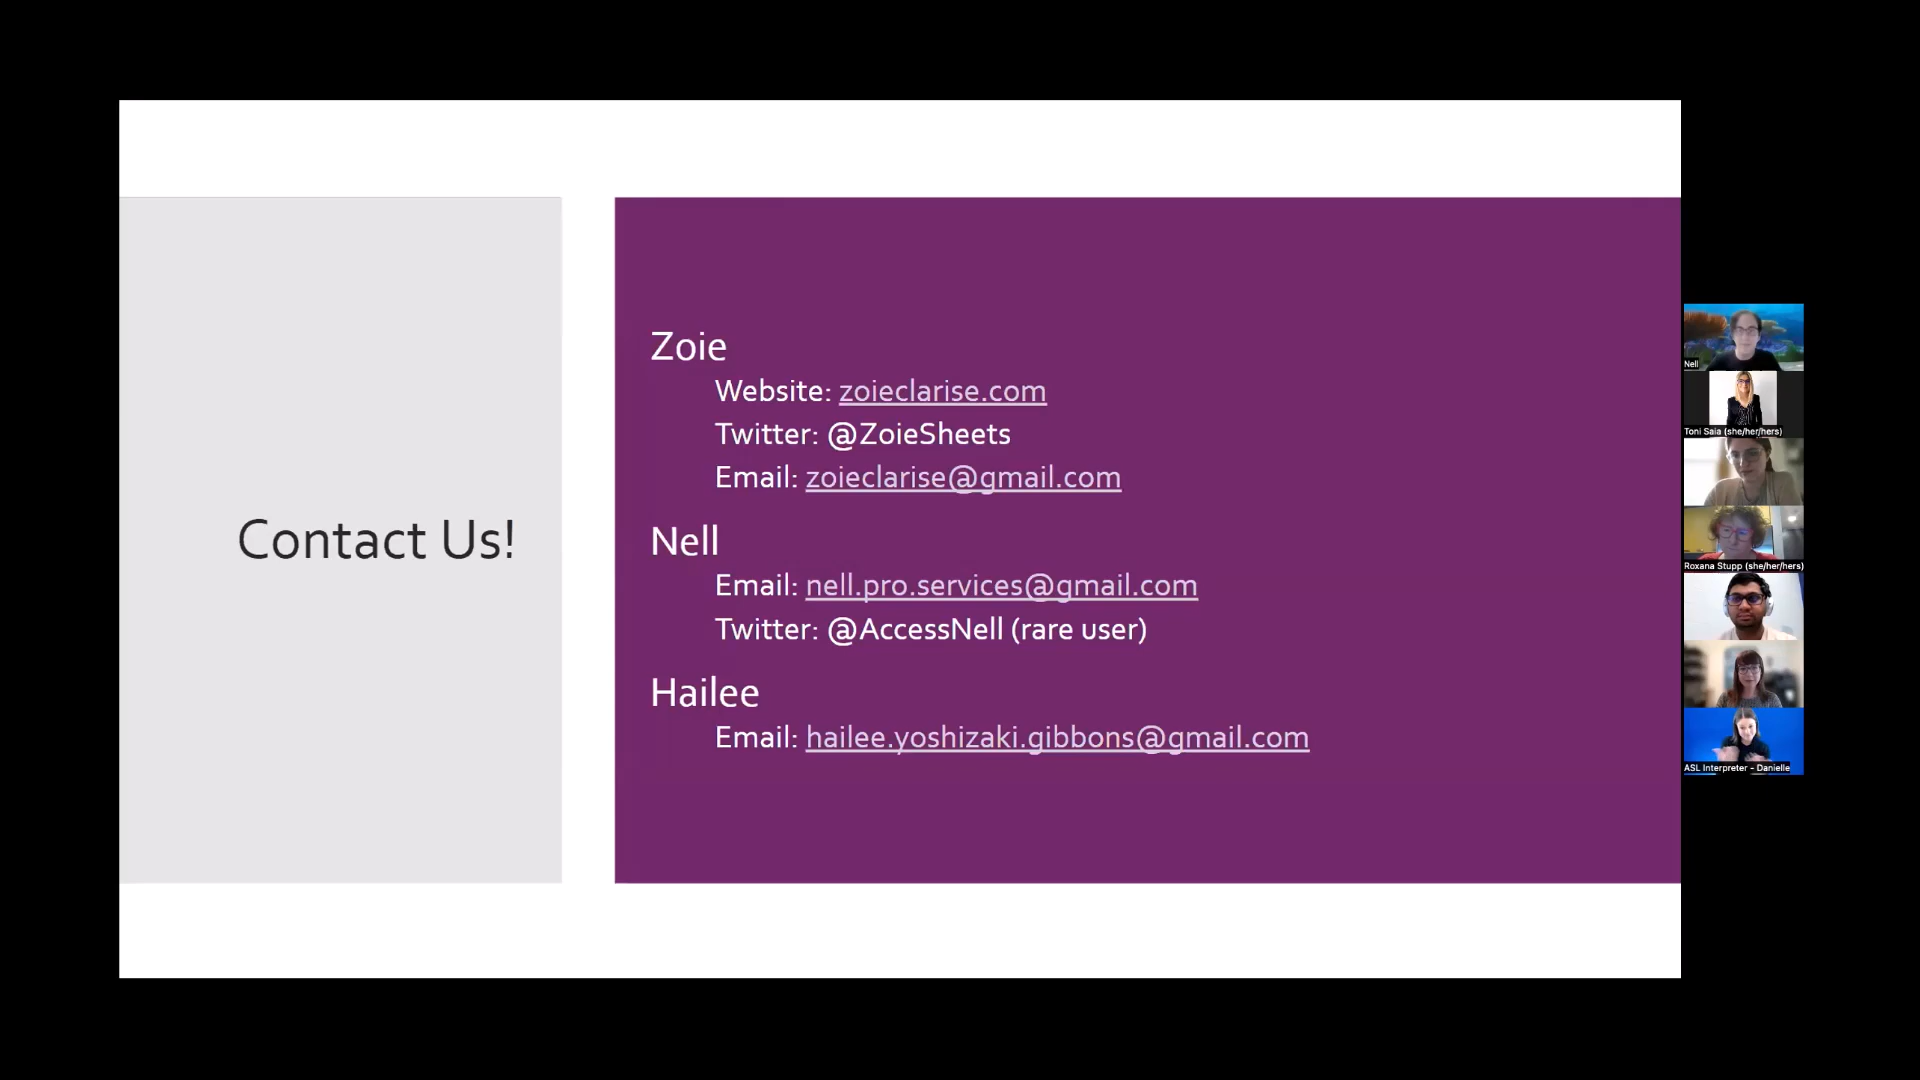 Contact Us!
Zoie
Website: zoieclarise.com
Twitter: @ZoieSheets
Email: zoieclarise@gmail.com
Nell
Email: nell.pro.services@gmail.com
Twitter: @AccessNell (rare user)
Hailee
Email: hailee.yoshizaki.gibbons@gmail.com
Nell
Toni Saia (she/her/hers)
Roxana Stupp (she/her/hers)
ASL Interpreter - Danielle